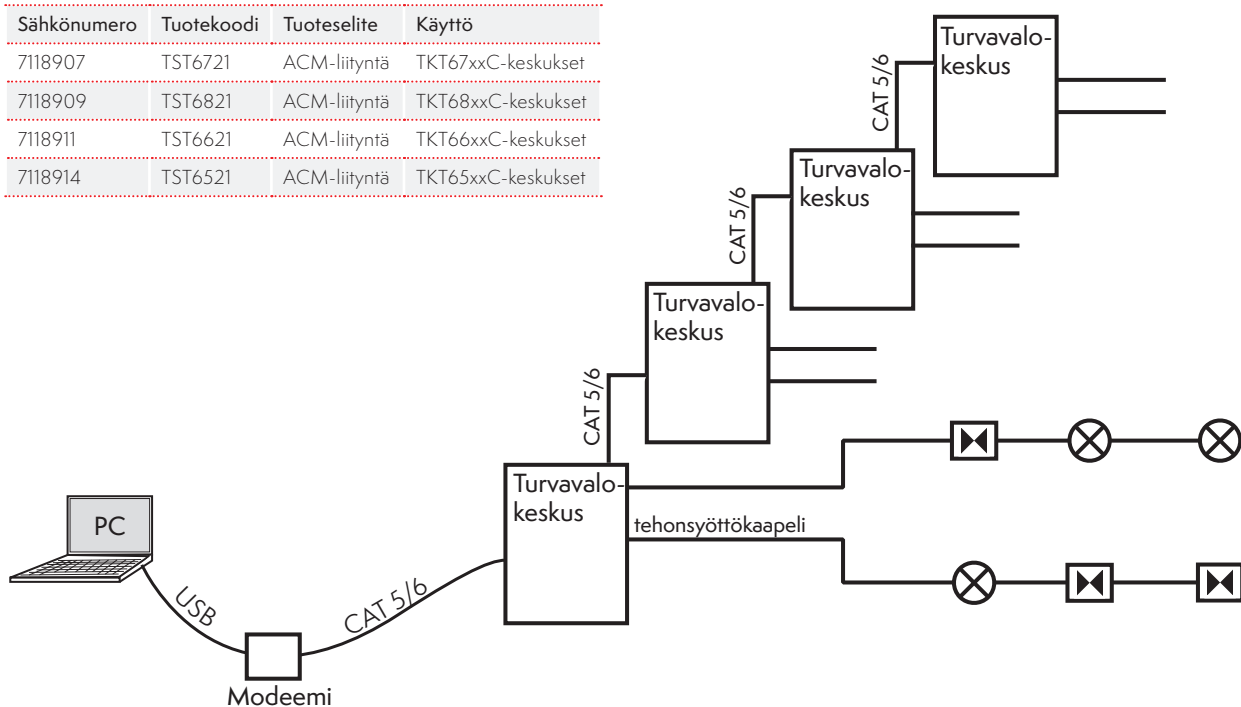 Sähkönumero Tuotekoodi Tuoteselite Käyttö
7118907 TST6721 ACM-liityntä TKT67xxC-keskukset
7118909 TST6821 ACM-liityntä TKT68xxC-keskukset
7118911 TST6621 ACM-liityntä TKT66xxC-keskukset
7118914 TST6521 ACM-liityntä TKT65xxC-keskukset
Turvavalo-
keskus
CAT 5/6
Turvavalo-
keskus
CAT 5/6
Turvavalo-
keskus
CAT 5/6
Turvavalo-
keskus
tehonsyöttökaapeli
PC
USB
CAT 5/6
Modeemi